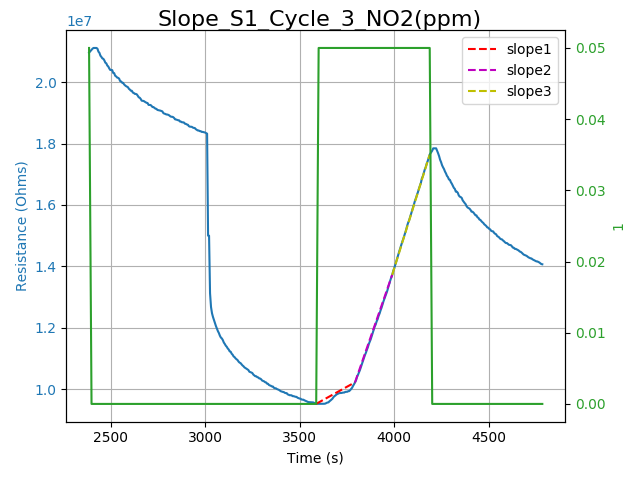 Slope_S1_Cycle_3_NO2(ppm)
1e7
slope1
slope2
slope3
2.0
1.8
1.6
1.4
1.2
1.0
Resistance (Ohms)
0.05
0.04
0.03
0.02
0.01
0.00
1
2500 3000 3500 4000 4500
Time (s)